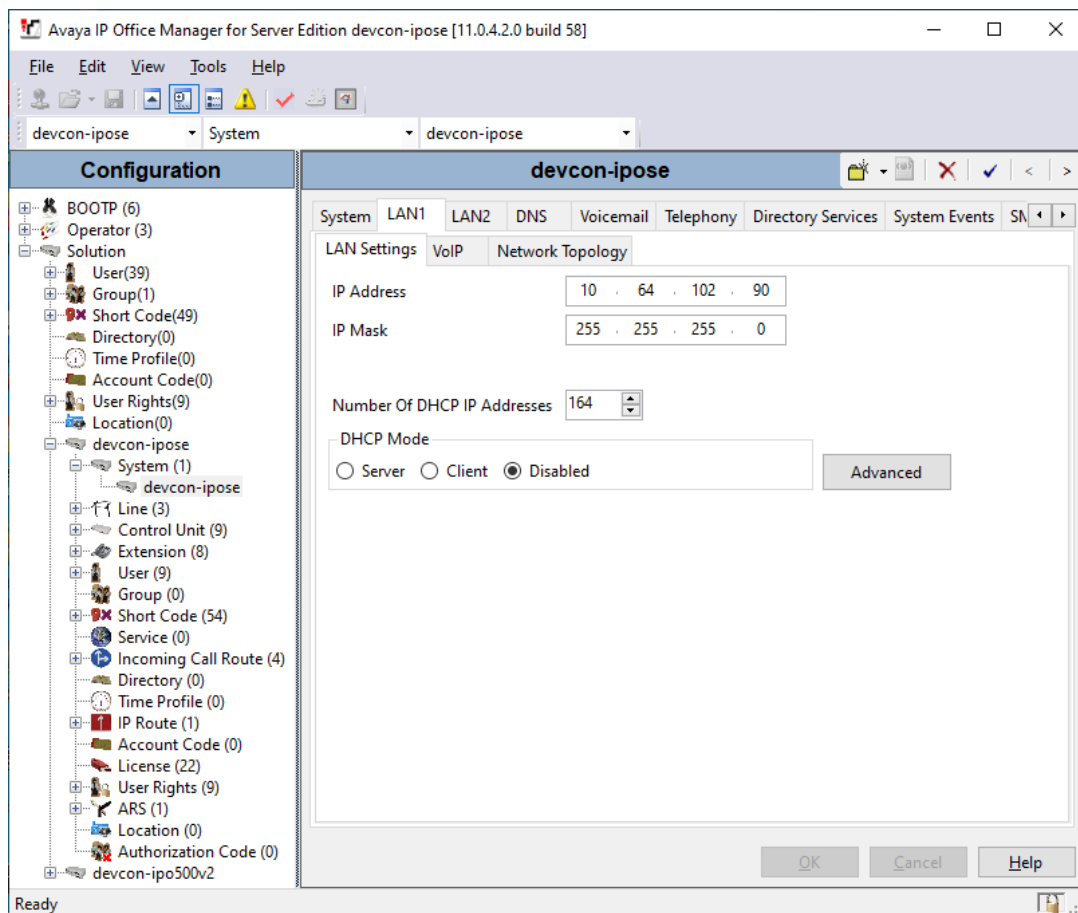 Avaya IP Office Manager for Server Edition devcon-ipose [11.0.4.2.0 build 58]
File Edit View Tools Help
devcon-ipose System devcon-ipose
Configuration
BOOTP (6)
Operator (3)
Solution
User(39)
Group(1)
Short Code(49)
Directory(0)
Time Profile(0)
Account Code(0)
User Rights(9)
Location(0)
devcon-ipose
System (1)
devcon-ipose
Line (3)
Control Unit (9)
Extension (8)
User (9)
Group (0)
Short Code (54)
Service (0)
Incoming Call Route (4)
Directory (0)
Time Profile (0)
IP Route (1)
Account Code (0)
License (22)
User Rights (9)
ARS (1)
Location (0)
Authorization Code (0)
devcon-ipo500v2
devcon-ipose
System LAN1 LAN2 DNS Voicemail Telephony Directory Services System Events
LAN Settings VoIP Network Topology
IP Address 10 . 64 . 102 . 90
IP Mask 255 . 255 . 255 . 0
Number Of DHCP IP Addresses 164
DHCP Mode
Server Client Disabled
Advanced
OK Cancel Help
Ready